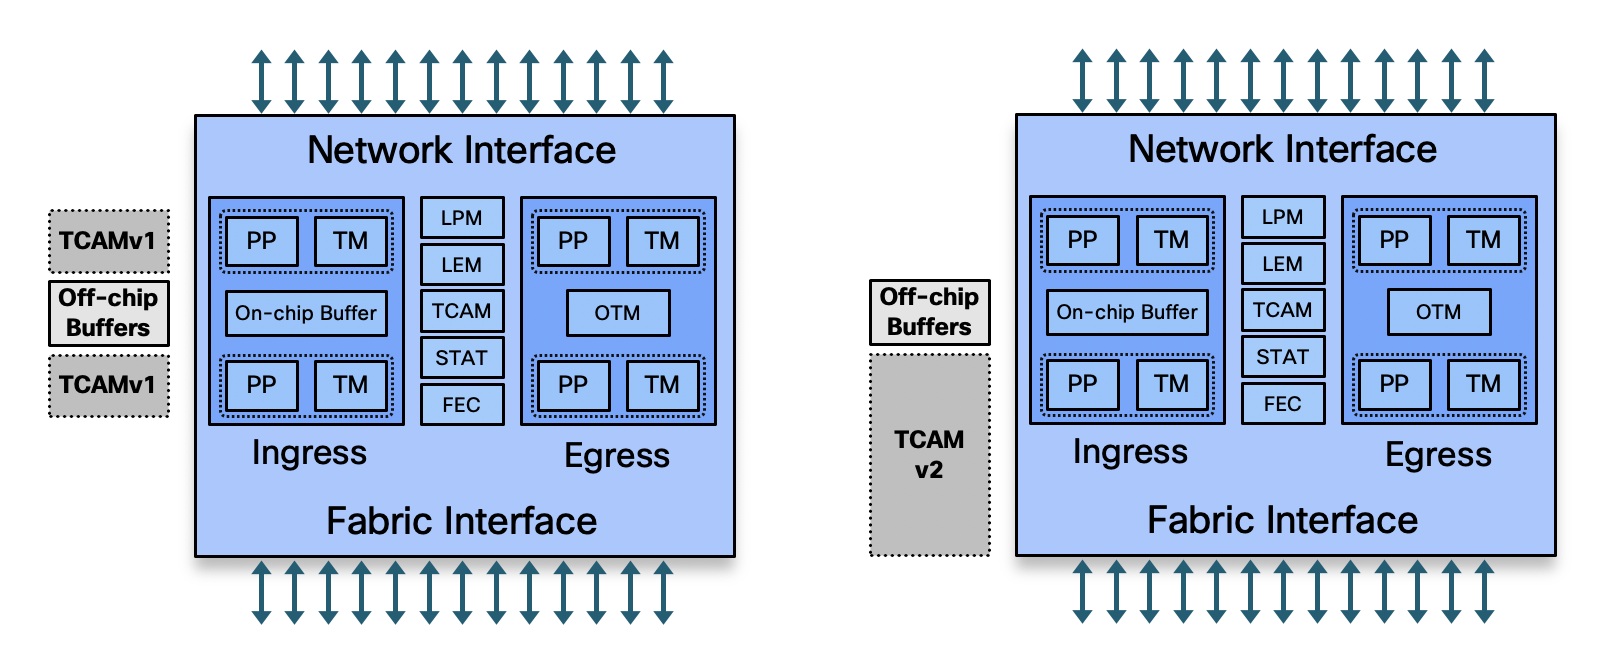 Network Interface
TCAMv1
Off-chip
Buffers
TCAMv1
PP
TM
On-chip Buffer
PP
TM
Ingress
LPM
LEM
TCAM
STAT
FEC
PP
TM
OTM
PP
TM
Egress
Fabric Interface
Network Interface
Off-chip
Buffers
TCAM
v2
PP
TM
On-chip Buffer
PP
TM
Ingress
LPM
LEM
TCAM
STAT
FEC
PP
TM
OTM
PP
TM
Egress
Fabric Interface